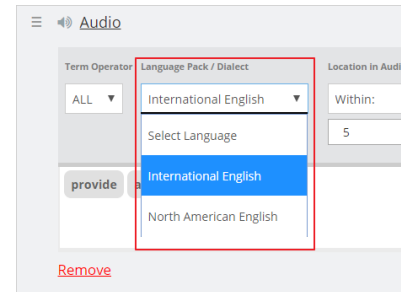 Audio
Term Operator Language Pack / Dialect Location in Audi
ALL International English Within:
Select Language 5
International English
provide
North American English
Remove